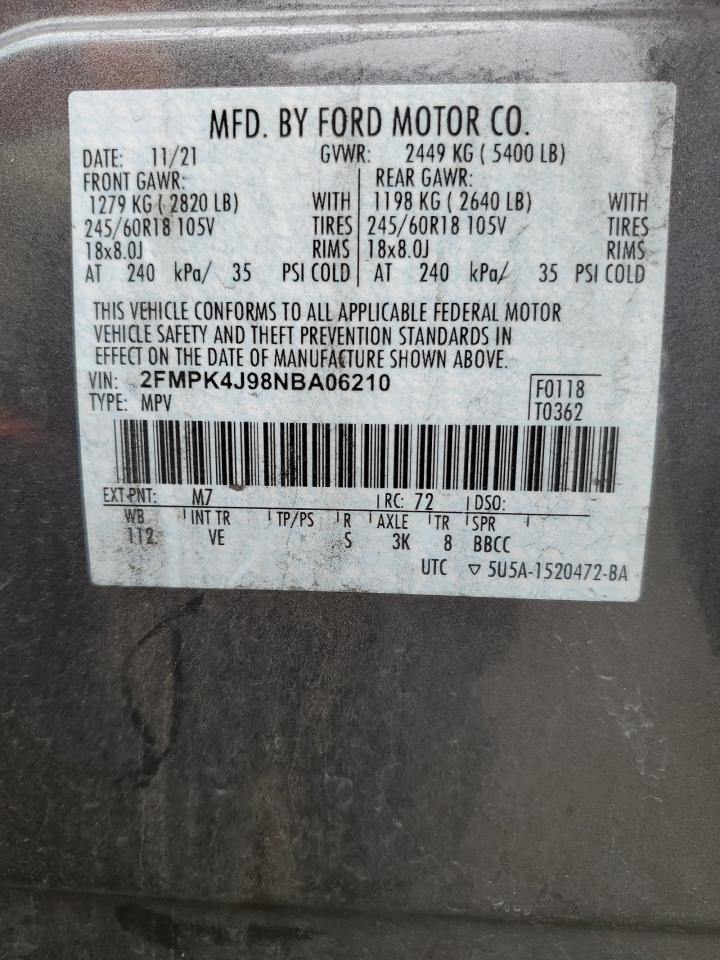 MFD. BY FORD MOTOR CO.
DATE: 11/21 GVWR: 2449 KG ( 5400 LB)
FRONT GAWR: REAR GAWR:
1279 KG ( 2820 LB) WITH 1198 KG ( 2640 LB) WITH
245/60R18 105V TIRES 245/60R18 105V TIRES
18x8.0J RIMS 18x8.0J RIMS
AT 240 kPa/ 35 PSI COLD AT 240 kPa/ 35 PSI COLD
THIS VEHICLE CONFORMS TO ALL APPLICABLE FEDERAL MOTOR
VEHICLE SAFETY AND THEFT PREVENTION STANDARDS IN
EFFECT ON THE DATE OF MANUFACTURE SHOWN ABOVE.
VIN: 2FMPK4J98NBA06210 F0118
TYPE: MPV T0362
EXT PNT: M7 RC: 72 DSO:
WB INT TR TP/PS R AXLE TR SPR
112 VE S 3K 8 BBCC
UTC ▽ 5U5A-1520472-BA